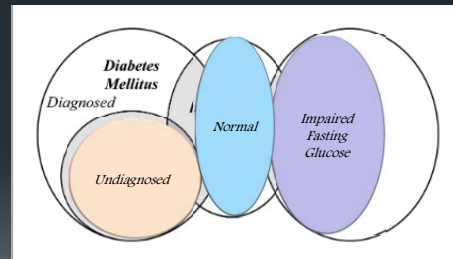 Diabetes
Mellitus
Diagnosed
Normal
Impaired
Fasting
Glucose
Undiagnosed